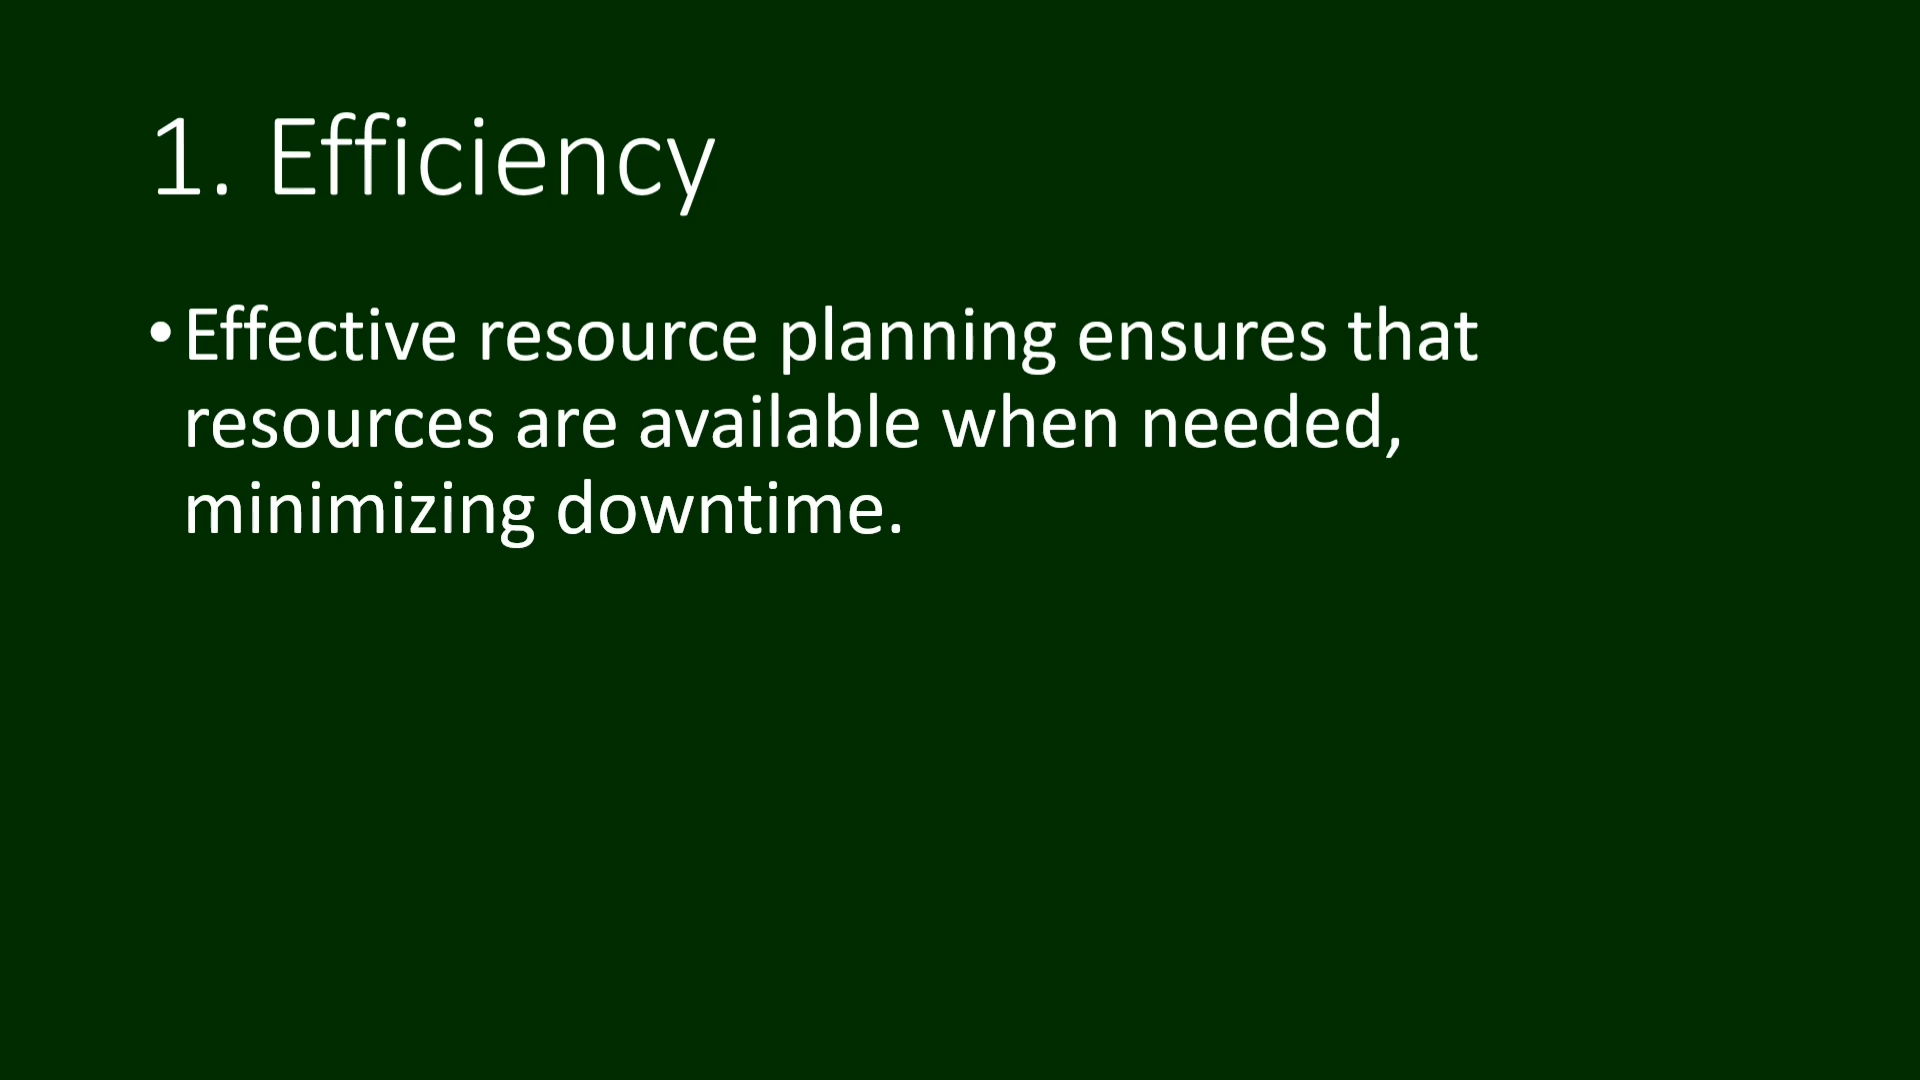 1. Efficiency
•Effective resource planning ensures that
resources are available when needed,
minimizing downtime.